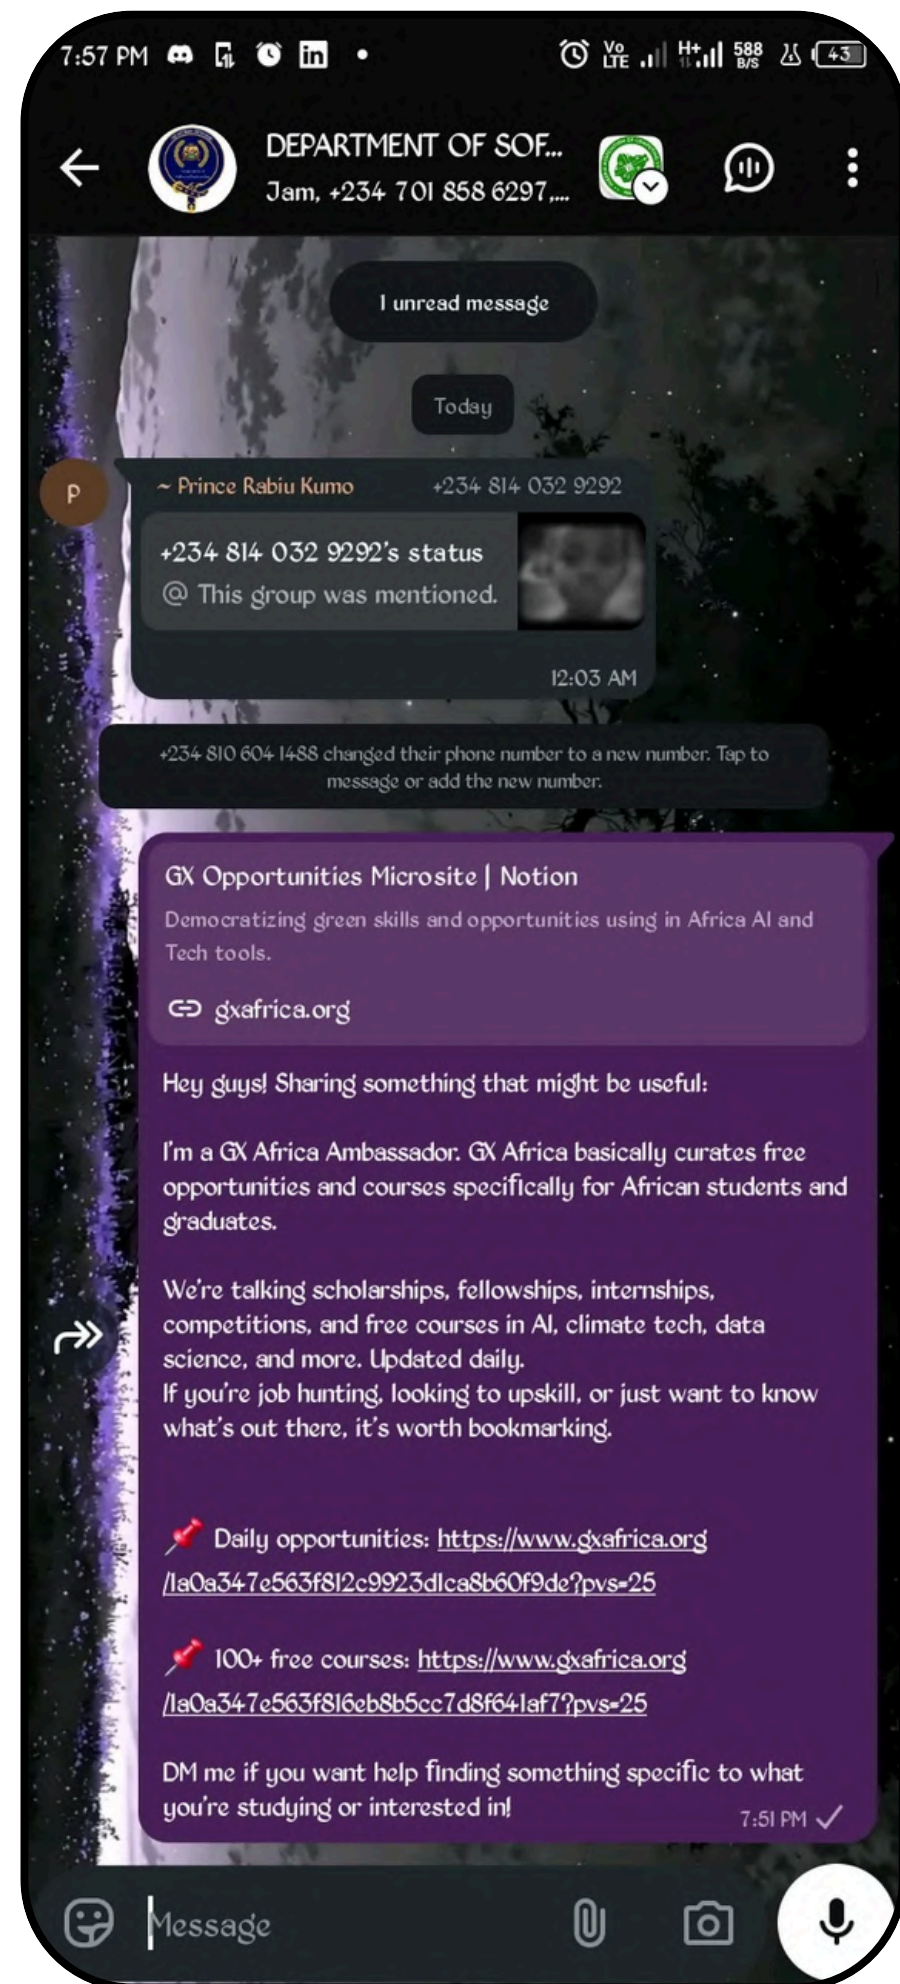 7:57 PM
Vo LTE H+ 588 B/S 43
DEPARTMENT OF SOF...
Jam, +234 701 858 6297,...
1 unread message
Today
P
~ Prince Rabiu Kumo +234 814 032 9292
+234 814 032 9292's status
@ This group was mentioned.
12:03 AM
+234 810 604 1488 changed their phone number to a new number. Tap to
message or add the new number.
GX Opportunities Microsite | Notion
Democratizing green skills and opportunities using in Africa AI and
Tech tools.
gxafrica.org
Hey guys! Sharing something that might be useful:
I'm a GX Africa Ambassador. GX Africa basically curates free
opportunities and courses specifically for African students and
graduates.
We're talking scholarships, fellowships, internships,
competitions, and free courses in AI, climate tech, data
science, and more. Updated daily.
If you're job hunting, looking to upskill, or just want to know
what's out there, it's worth bookmarking.
📌 Daily opportunities: https://www.gxafrica.org
/1a0a347e563f812c9923d1ca8b60f9de?pvs=25
📌 100+ free courses: https://www.gxafrica.org
/1a0a347e563f816eb8b5cc7d8f641af7?pvs=25
DM me if you want help finding something specific to what
you're studying or interested in!
7:51 PM
Message